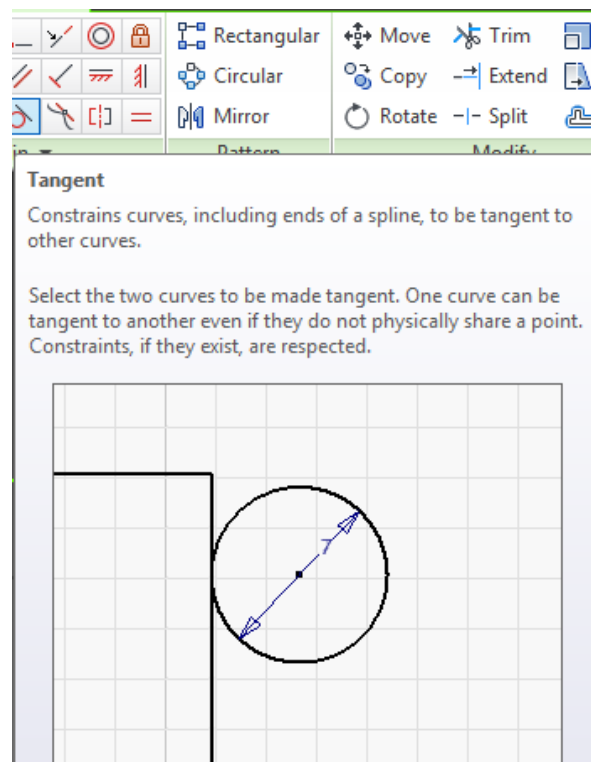 Rectangular Move Trim
Circular Copy Extend
Mirror Rotate Split
Pattern Modify
Tangent
Constrains curves, including ends of a spline, to be tangent to
other curves.
Select the two curves to be made tangent. One curve can be
tangent to another even if they do not physically share a point.
Constraints, if they exist, are respected.
7